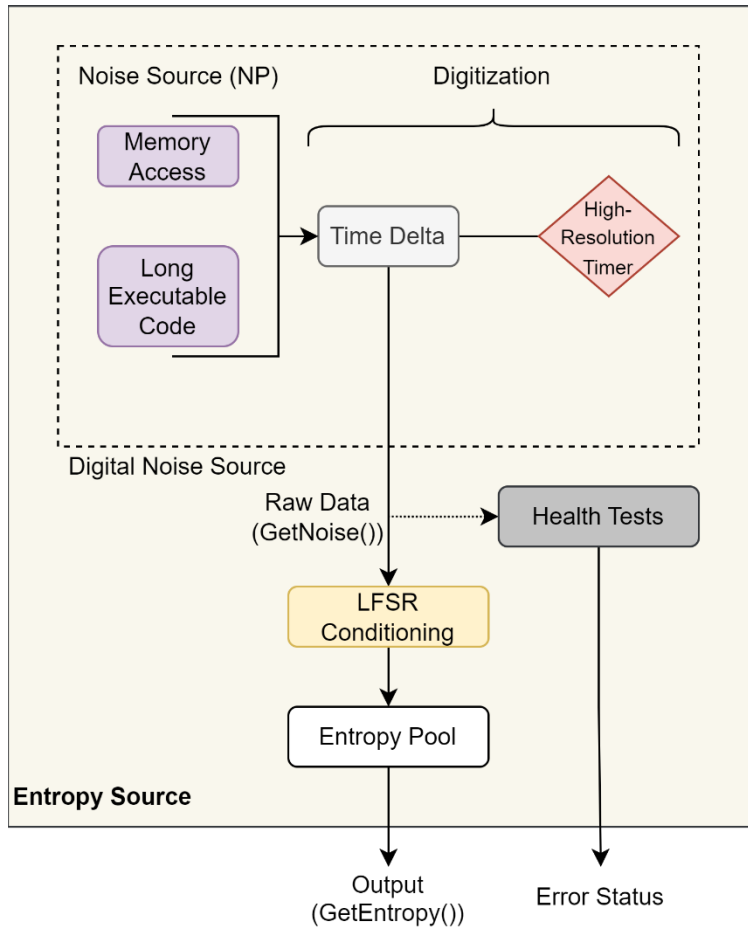 Noise Source (NP)
Digitization
Memory
Access
Long
Executable
Code
Time Delta
High-
Resolution
Timer
Digital Noise Source
Raw Data
(GetNoise())
Health Tests
LFSR
Conditioning
Entropy Pool
Entropy Source
Output
(GetEntropy())
Error Status